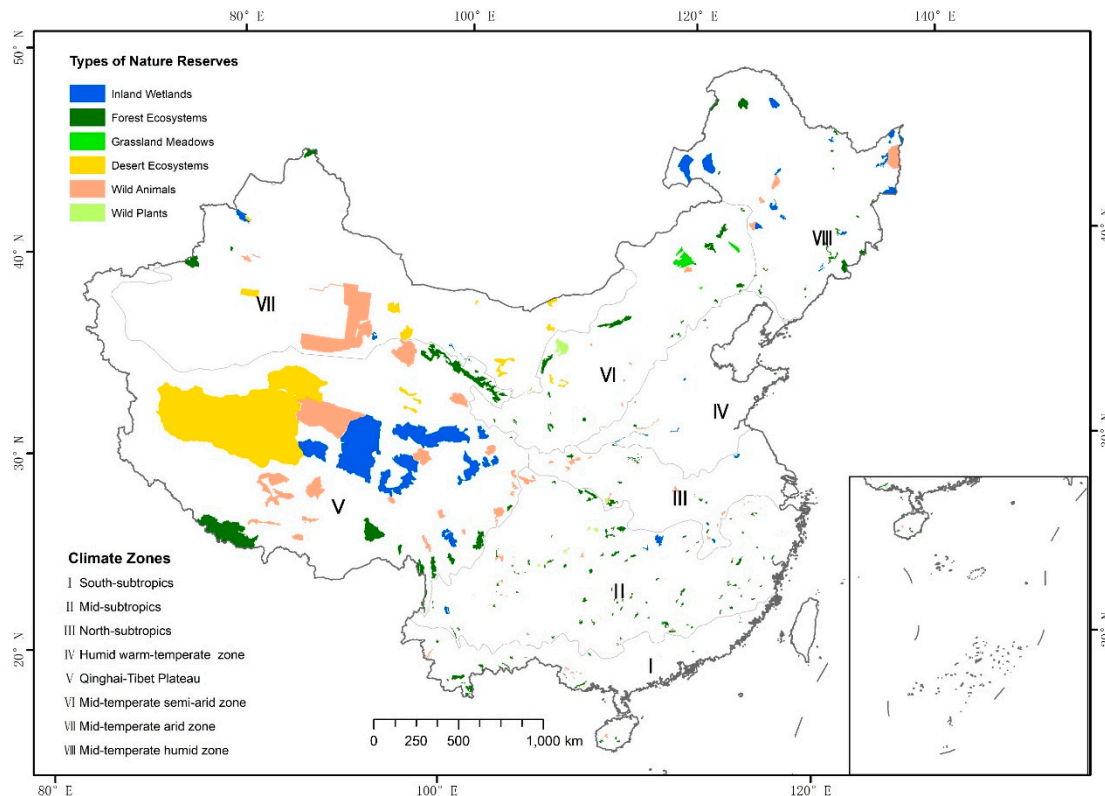 80° E 100° E 120° E 140° E
50° N
40° N
30° N
20° N
40° N
30° N
20° N
Types of Nature Reserves
Inland Wetlands
Forest Ecosystems
Grassland Meadows
Desert Ecosystems
Wild Animals
Wild Plants
VIII
VII
VI
IV
V
III
II
I
Climate Zones
I South-subtropics
II Mid-subtropics
III North-subtropics
IV Humid warm-temperate zone
V Qinghai-Tibet Plateau
VI Mid-temperate semi-arid zone
VII Mid-temperate arid zone
VIII Mid-temperate humid zone
0 250 500 1,000 km
80° E 100° E 120° E